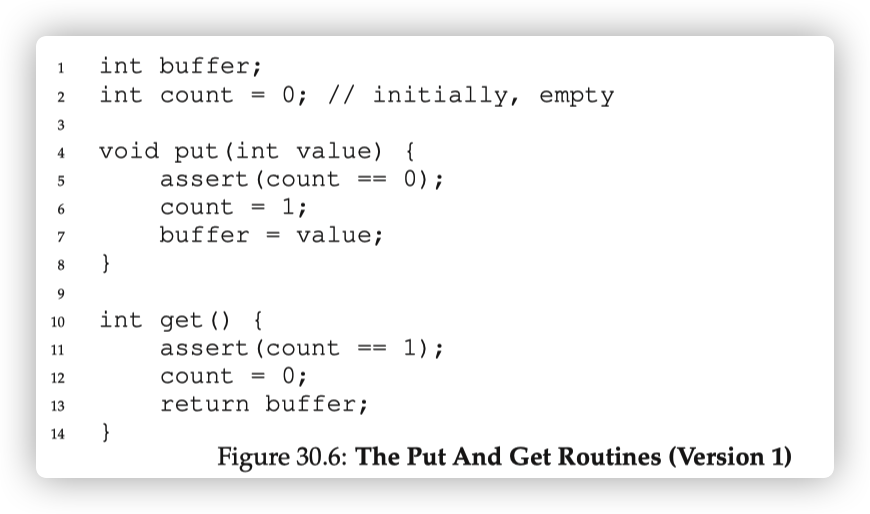 1 int buffer;
2 int count = 0; // initially, empty
3
4 void put(int value) {
5     assert(count == 0);
6     count = 1;
7     buffer = value;
8 }
9
10 int get() {
11     assert(count == 1);
12     count = 0;
13     return buffer;
14 }
Figure 30.6: The Put And Get Routines (Version 1)